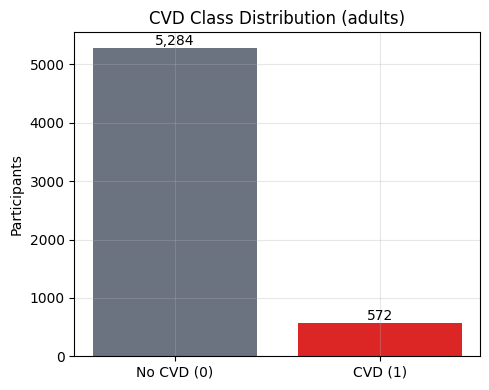 CVD Class Distribution (adults)
5,284
5000
4000
3000
2000
1000
0
Participants
572
No CVD (0)
CVD (1)